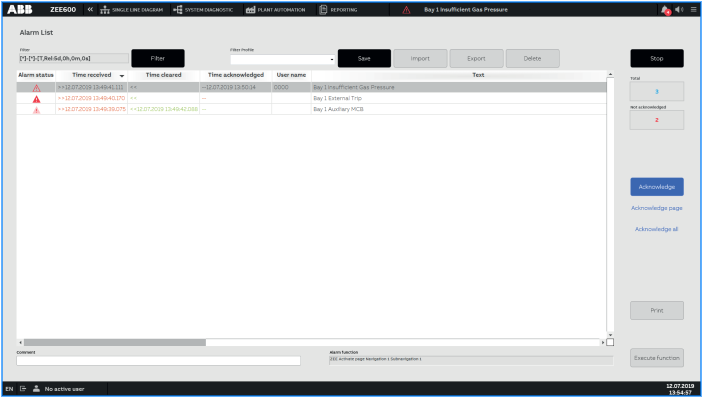 ABB ZEE600 « SINGLE LINE DIAGRAM SYSTEM DIAGNOSTIC PLANT AUTOMATION REPORTING Bay 1 Insufficient Gas Pressure
Alarm List
Filter Filter Profile
[*]-[*]-[T,Rel:5d,0h,0m,0s] Filter Save Import Export Delete Stop
Alarm status Time received Time cleared Time acknowledged User name Text
++12.07.2019 13:49:41.111 ++ --12.07.2019 13:50:14 0000 Bay 1 Insufficient Gas Pressure
++12.07.2019 13:49:40.170 ++ -- Bay 1 External Trip
++12.07.2019 13:49:39.075 ++12.07.2019 13:49:42.088 -- Bay 1 Auxiliary MCB
Total
3
Not acknowledged
2
Acknowledge
Acknowledge page
Acknowledge all
Print
Comment Alarm function
ZEE Activate page Navigation 1 Subnavigation 1
Execute function
EN No active user 12.07.2019
13:54:57